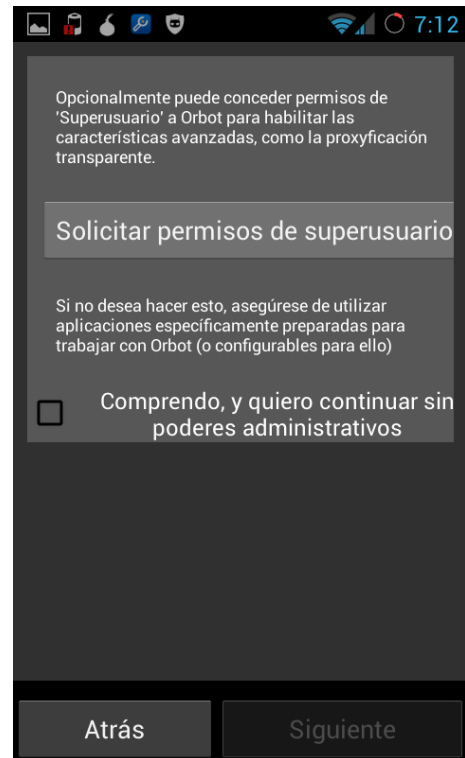 7:12
Opcionalmente puede conceder permisos de
'Superusuario' a Orbot para habilitar las
características avanzadas, como la proxyficación
transparente.
Solicitar permisos de superusuario
Si no desea hacer esto, asegúrese de utilizar
aplicaciones específicamente preparadas para
trabajar con Orbot (o configurables para ello)
Comprendo, y quiero continuar sin
poderes administrativos
Atrás
Siguiente